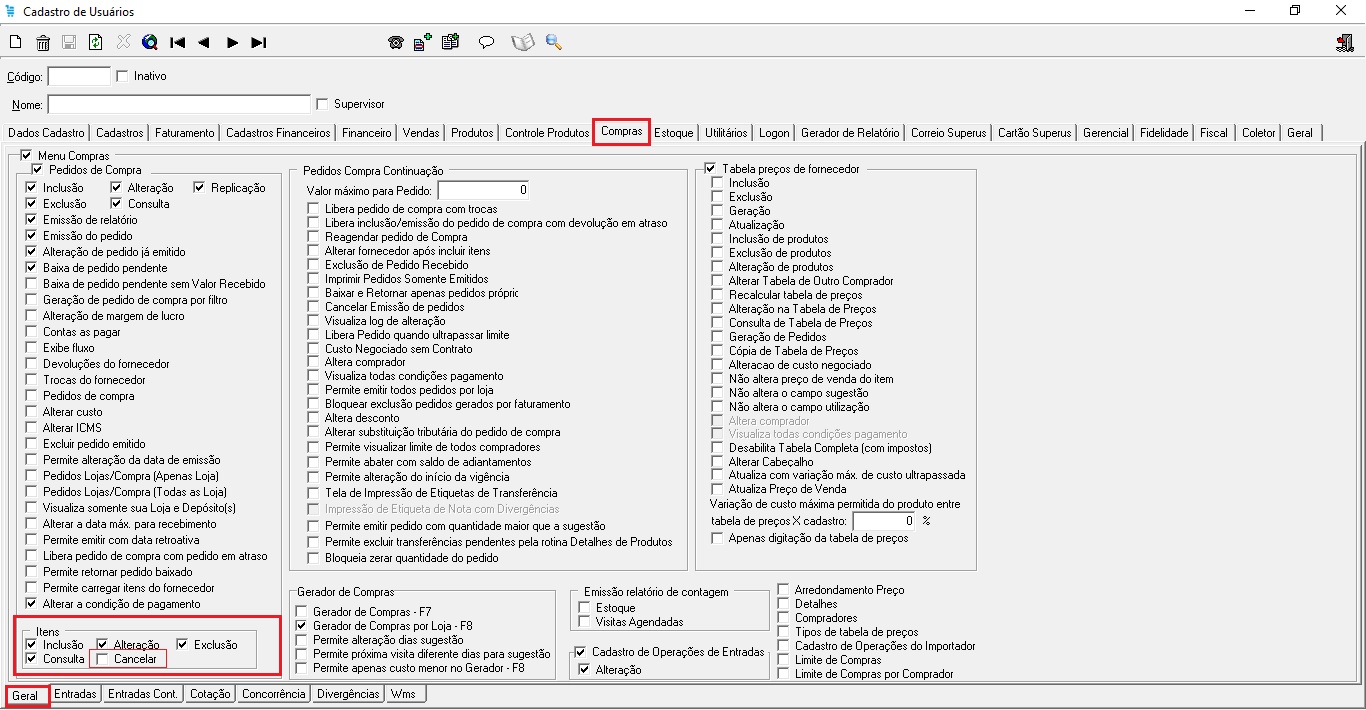 Cadastro de Usuários
Código:
Inativo
Nome:
Supervisor
Dados Cadastro
Cadastros
Faturamento
Cadastros Financeiros
Financeiro
Vendas
Produtos
Controle Produtos
Compras
Estoque
Utilitários
Logon
Gerador de Relatório
Correio Superus
Cartão Superus
Gerencial
Fidelidade
Fiscal
Coletor
Geral
Menu Compras
Pedidos de Compra
Inclusão Alteração Replicação
Exclusão Consulta
Emissão de relatório
Emissão do pedido
Alteração de pedido já emitido
Baixa de pedido pendente
Baixa de pedido pendente sem Valor Recebido
Geração de pedido de compra por filtro
Alteração de margem de lucro
Contas as pagar
Exibe fluxo
Devoluções do fornecedor
Trocas do fornecedor
Pedidos de compra
Alterar custo
Alterar ICMS
Excluir pedido emitido
Permite alteração da data de emissão
Pedidos Lojas/Compra (Apenas Loja)
Pedidos Lojas/Compra (Todas as Loja)
Visualiza somente sua Loja e Depósito(s)
Alterar a data máx. para recebimento
Permite emitir com data retroativa
Libera pedido de compra com pedido em atraso
Permite retornar pedido baixado
Permite carregar itens do fornecedor
Alterar a condição de pagamento
Itens
Inclusão Alteração Exclusão
Consulta Cancelar
Pedidos Compra Continuação
Valor máximo para Pedido: 0
Libera pedido de compra com trocas
Libera inclusão/emissão do pedido de compra com devolução em atraso
Reagendar pedido de Compra
Alterar fornecedor após incluir itens
Exclusão de Pedido Recebido
Imprimir Pedidos Somente Emitidos
Baixar e Retornar apenas pedidos própric
Cancelar Emissão de pedidos
Visualiza log de alteração
Libera Pedido quando ultrapassar limite
Custo Negociado sem Contrato
Altera comprador
Visualiza todas condições pagamento
Permite emitir todos pedidos por loja
Bloquear exclusão pedidos gerados por faturamento
Altera desconto
Alterar substituição tributária do pedido de compra
Permite visualizar limite de todos compradores
Permite abater com saldo de adiantamentos
Permite alteração do início da vigência
Tela de Impressão de Etiquetas de Transferência
Impressão de Etiqueta de Nota com Divergências
Permite emitir pedido com quantidade maior que a sugestão
Permite excluir transferências pendentes pela rotina Detalhes de Produtos
Bloqueia zerar quantidade do pedido
Tabela preços de fornecedor
Inclusão
Exclusão
Geração
Atualização
Inclusão de produtos
Exclusão de produtos
Alteração de produtos
Alterar Tabela de Outro Comprador
Recalcular tabela de preços
Alteração na Tabela de Preços
Consulta de Tabela de Preços
Geração de Pedidos
Cópia de Tabela de Preços
Alteracao de custo negociado
Não altera preço de venda do item
Não altera o campo sugestão
Não altera o campo utilização
Altera comprador
Visualiza todas condições pagamento
Desabilita Tabela Completa (com impostos)
Alterar Cabeçalho
Atualiza com variação máx. de custo ultrapassada
Atualiza Preço de Venda
Variação de custo máxima permitida do produto entre
tabela de preços X cadastro: 0 %
Apenas digitação da tabela de preços
Gerador de Compras
Gerador de Compras - F7
Gerador de Compras por Loja - F8
Permite alteração dias sugestão
Permite próxima visita diferente dias para sugestão
Permite apenas custo menor no Gerador - F8
Emissão relatório de contagem
Estoque
Visitas Agendadas
Cadastro de Operações de Entradas
Alteração
Arredondamento Preço
Detalhes
Compradores
Tipos de tabela de preços
Cadastro de Operações do Importador
Limite de Compras
Limite de Compras por Comprador
Geral
Entradas
Entradas Cont.
Cotação
Concorrência
Divergências
Wms